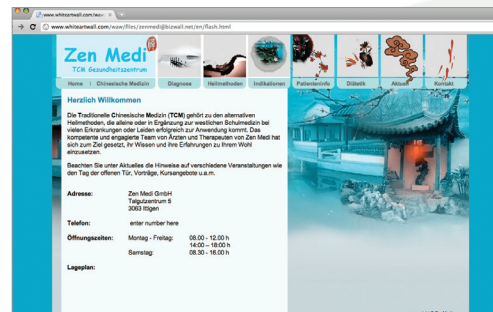 www.whiteartwall.com/waw
www.whiteartwall.com/waw/files/zenmedi@bizwall.net/en/flash.html
Zen Medi
TCM Gesundheitszentrum
Home | Chinesische Medizin Diagnose Heilmethoden Indikationen Patienteninfo Diätetik Aktuell Kontakt
Herzlich Willkommen
Die Traditionelle Chinesische Medizin (TCM) gehört zu den alternativen
Heilmethoden, die alleine oder in Ergänzung zur westlichen Schulmedizin bei
vielen Erkrankungen oder Leiden erfolgreich zur Anwendung kommt. Das
kompetente und engagierte Team von Ärzten und Therapeuten von Zen Medi hat
sich zum Ziel gesetzt, ihr Wissen und ihre Erfahrungen zu Ihrem Wohl
einzusetzen.
Beachten Sie unter Aktuelles die Hinweise auf verschiedene Veranstaltungen wie
den Tag der offenen Tür, Vorträge, Kursangebote u.a.m.
Adresse: Zen Medi GmbH
Talgutzentrum 5
3063 Ittigen
Telefon: enter number here
Öffnungszeiten: Montag - Freitag: 08.00 - 12.00 h
14:00 – 18:00 h
Samstag: 08.30 - 16.00 h
Lageplan: